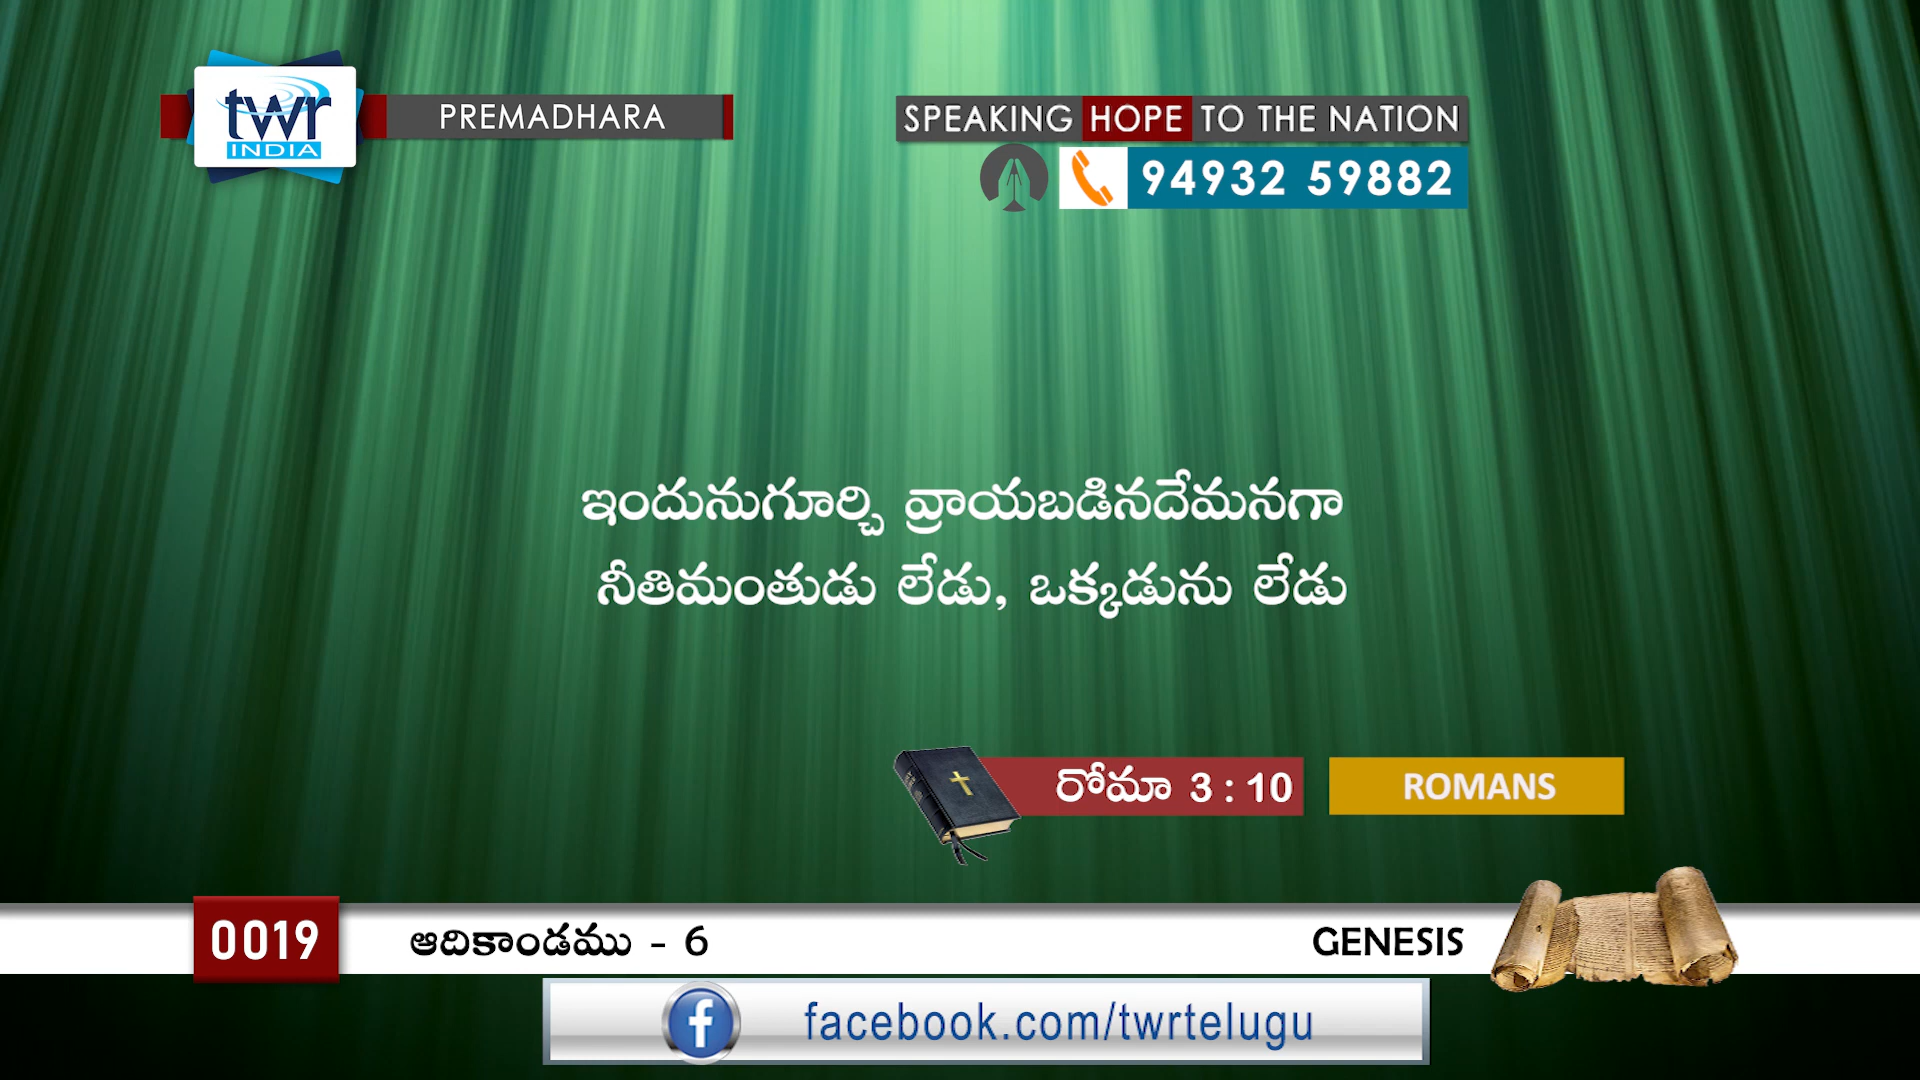 twr
INDIA
PREMADHARA
SPEAKING HOPE TO THE NATION
94932 59882
ఇందునుగూర్చి వ్రాయబడినదేమనగా
నీతిమంతుడు లేడు, ఒక్కడును లేడు
రోమా 3 : 10
ROMANS
0019
ఆదికాండము - 6
GENESIS
facebook.com/twrtelugu